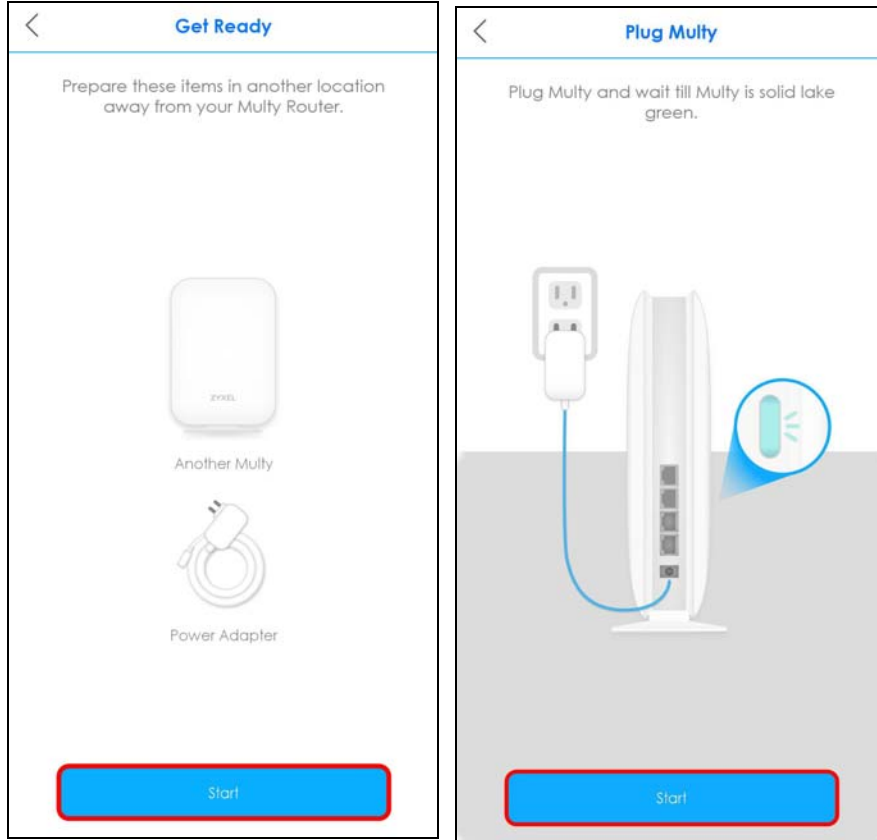 Get Ready
Prepare these items in another location
away from your Multy Router.
ZYXEL
Another Multy
Power Adapter
Start
Plug Multy
Plug Multy and wait till Multy is solid lake
green.
Start